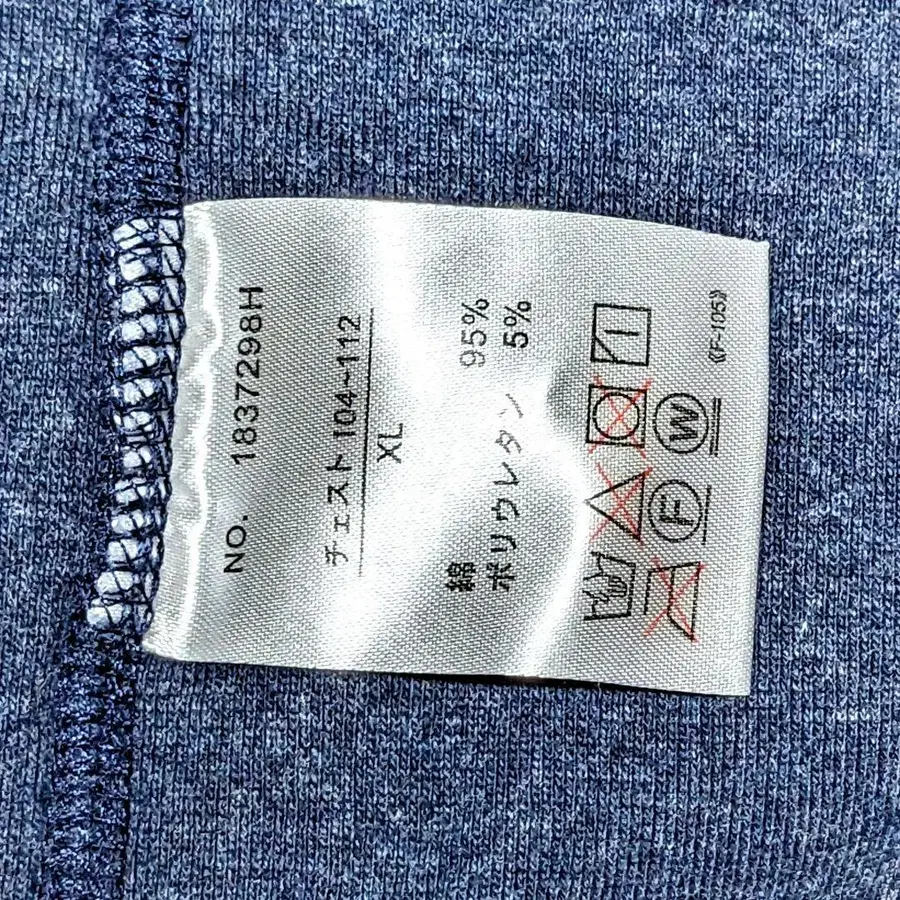 NO. 1837298H
チェスト 104~112
XL
綿 95%
ポリウレタン 5%
F W
《F-105》